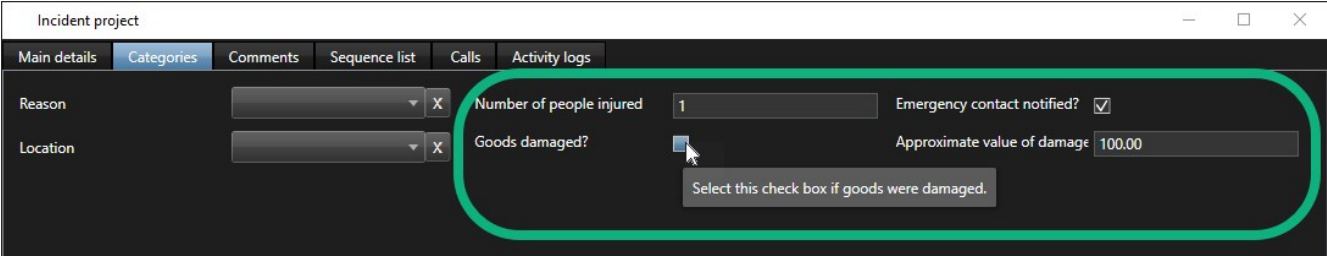 Incident project
Main details Categories Comments Sequence list Calls Activity logs
Reason X Number of people injured 1 Emergency contact notified?
Location X Goods damaged? Approximate value of damage 100.00
Select this check box if goods were damaged.